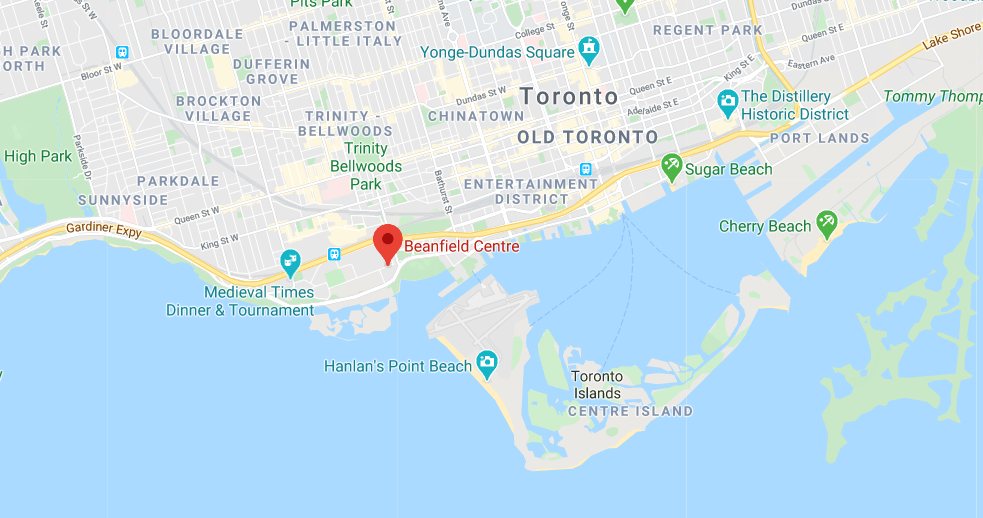 Pits Park
BLOORDALE
VILLAGE
PALMERSTON
- LITTLE ITALY
College St
Yonge St
REGENT PARK
Queen St E
Lake Shore
H PARK
ORTH
Bloor St W
DUFFERIN
GROVE
Yonge-Dundas Square
King St E
Eastern Ave
BROCKTON
VILLAGE
Dundas St W
Toronto
Adelaide St E
The Distillery
Historic District
Tommy Thomp
TRINITY -
BELLWOODS
CHINATOWN
OLD TORONTO
PORT LANDS
High Park
Parkside Dr
Trinity
Bellwoods
Park
Sugar Beach
PARKDALE
SUNNYSIDE
Bathurst St
ENTERTAINMENT
DISTRICT
Queen St W
Gardiner Expy
King St W
Beanfield Centre
Cherry Beach
Medieval Times
Dinner & Tournament
Hanlan's Point Beach
Toronto
Islands
CENTRE ISLAND